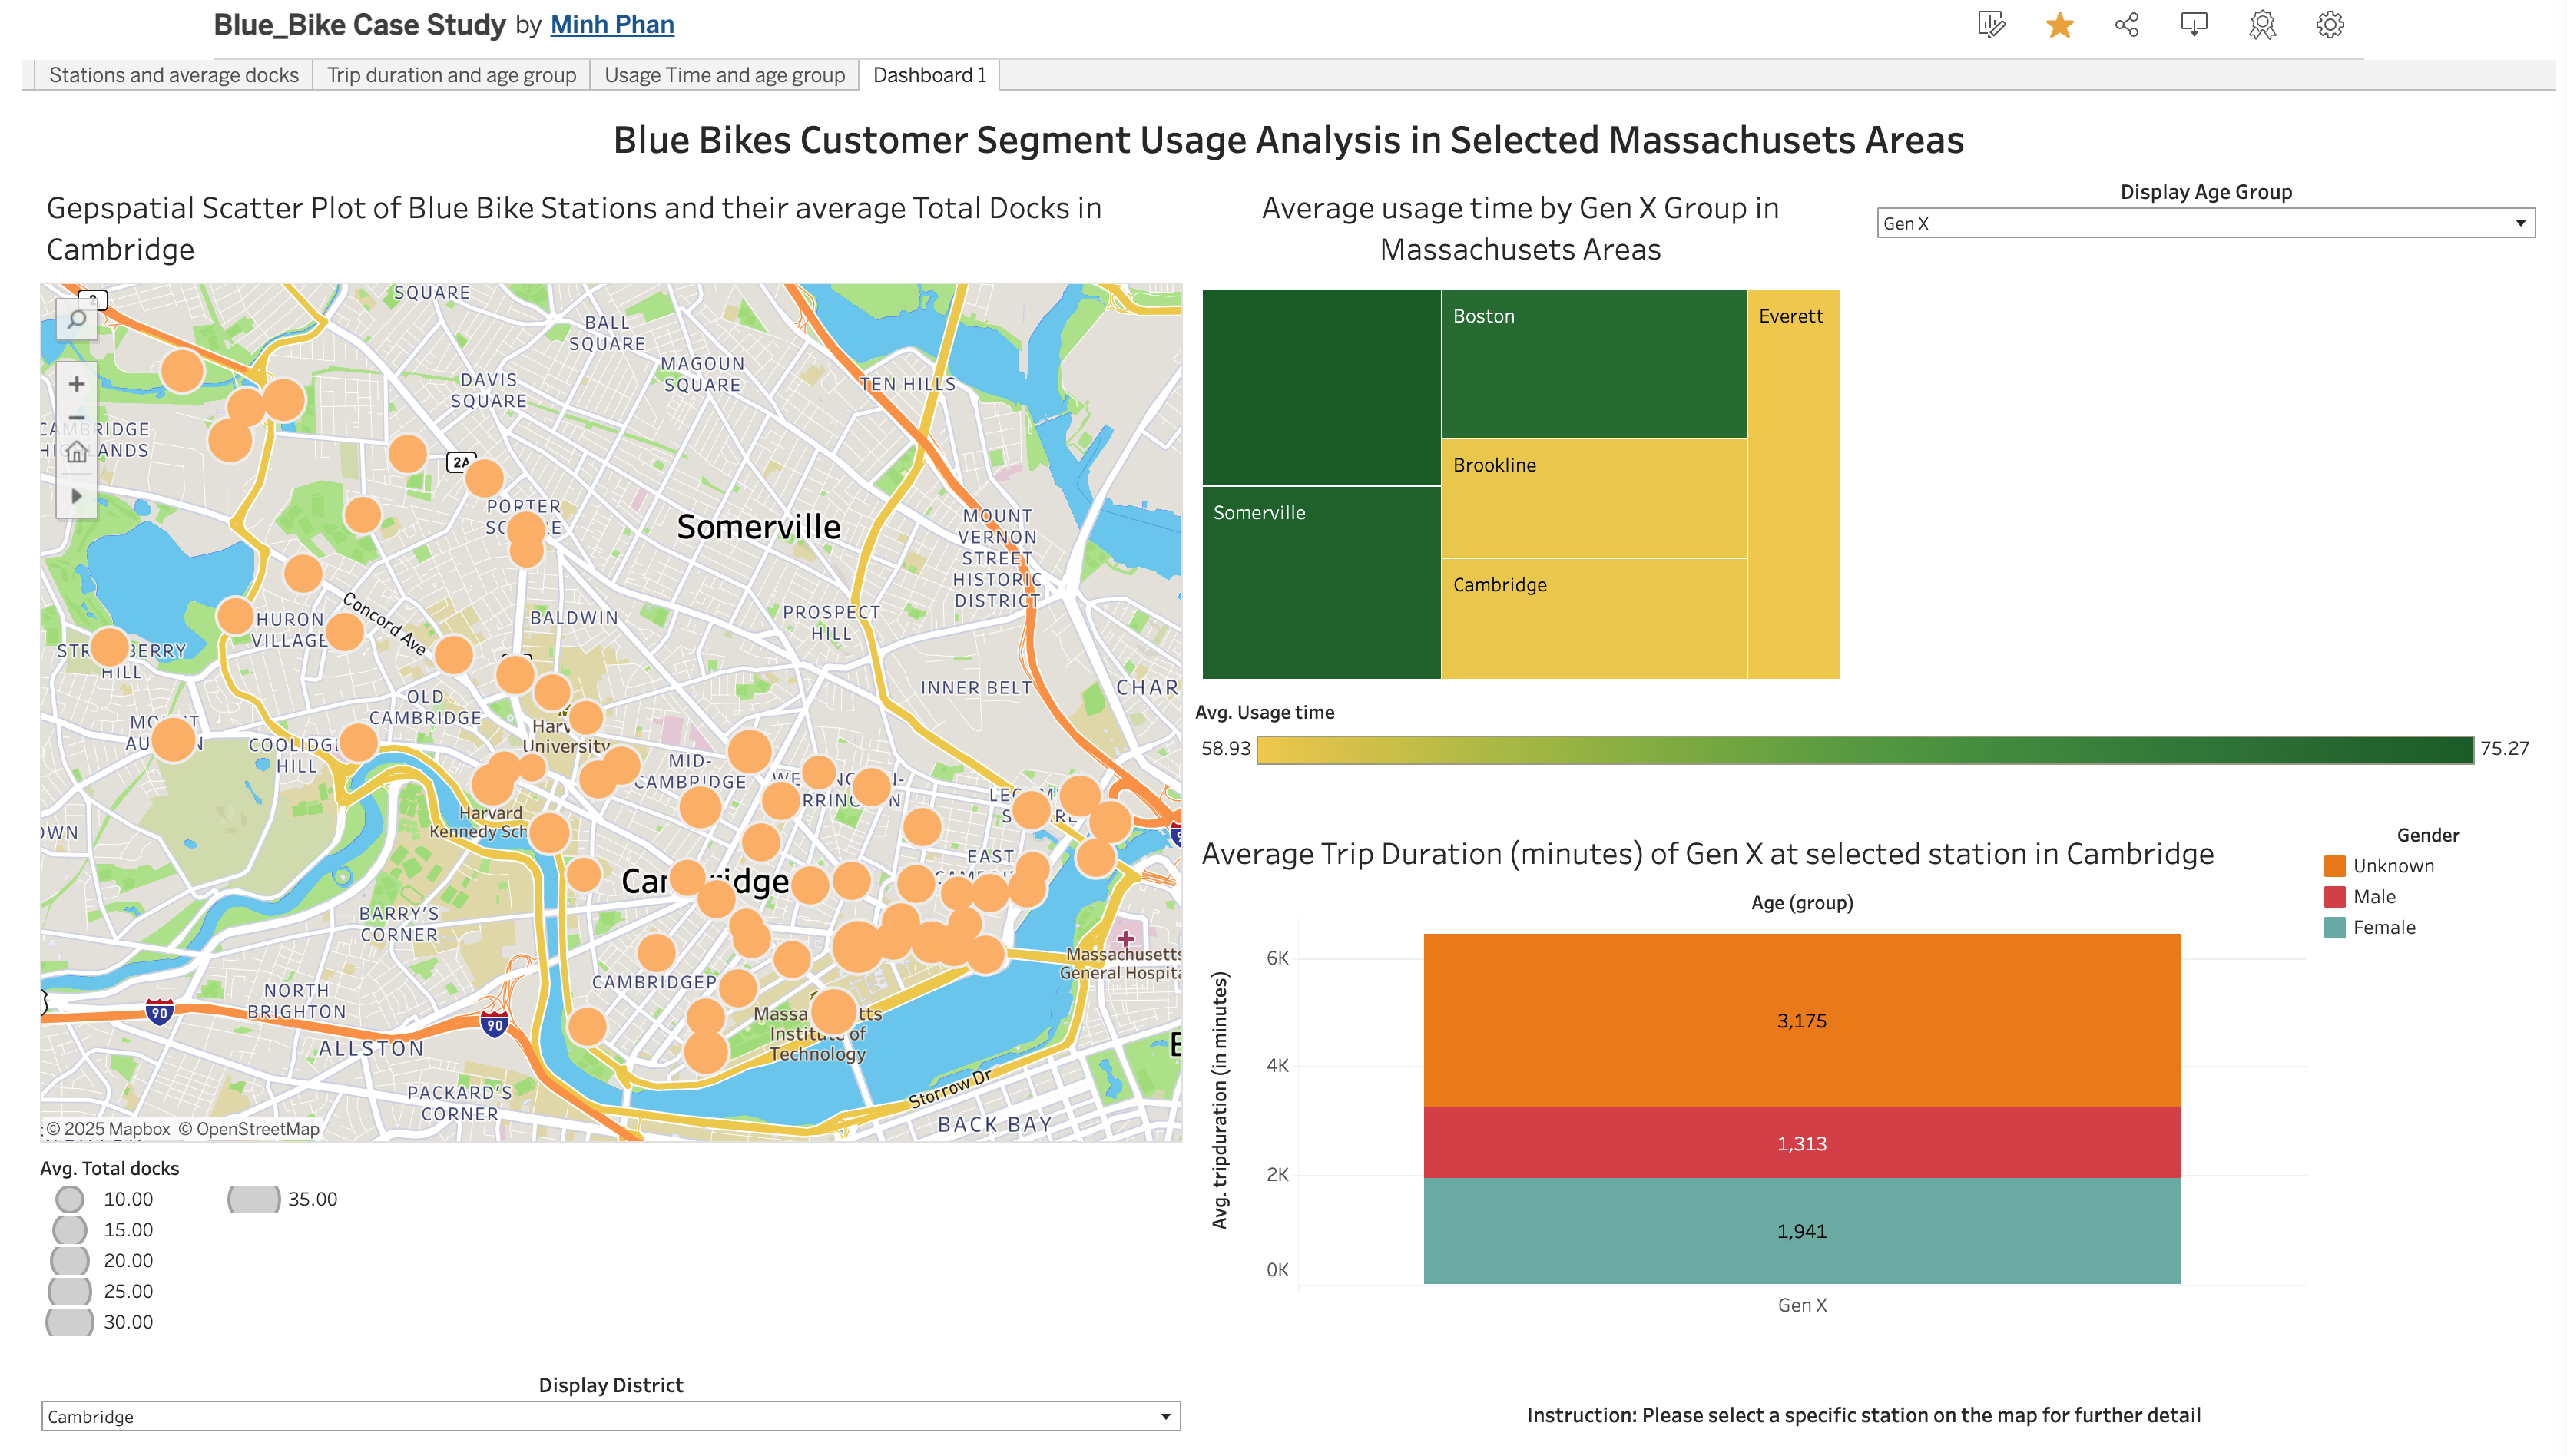 Blue_Bike Case Study by Minh Phan
Stations and average docks
Trip duration and age group
Usage Time and age group
Dashboard 1
Blue Bikes Customer Segment Usage Analysis in Selected Massachusets Areas
Gepspatial Scatter Plot of Blue Bike Stations and their average Total Docks in
Cambridge
SQUARE
BALL
SQUARE
MAGOUN
SQUARE
DAVIS
SQUARE
TEN HILLS
2A
PORTER
Somerville
MOUNT
VERNON
STREET
HISTORIC
DISTRICT
Concord Ave
HURON
VILLAGE
BALDWIN
PROSPECT
HILL
HILL
INNER BELT
CHAR
OLD
CAMBRIDGE
COOLIDG
HILL
University
MID-
CAMBRIDGE
Harvard
Kennedy Sch
OWN
EAST
BARRY'S
CORNER
Massachusetts
General Hospita
CAMBRIDGEP
NORTH
BRIGHTON
90
90
Institute of
Technology
ALLSTON
PACKARD'S
CORNER
Storrow Dr
BACK BAY
© 2025 Mapbox © OpenStreetMap
Avg. Total docks
10.00
15.00
20.00
25.00
30.00
35.00
Display District
Cambridge
Average usage time by Gen X Group in
Massachusets Areas
Display Age Group
Gen X
Boston
Everett
Brookline
Somerville
Cambridge
Avg. Usage time
58.93
75.27
Average Trip Duration (minutes) of Gen X at selected station in Cambridge
Gender
Unknown
Male
Female
Age (group)
Avg. tripduration (in minutes)
6K
4K
2K
0K
3,175
1,313
1,941
Gen X
Instruction: Please select a specific station on the map for further detail